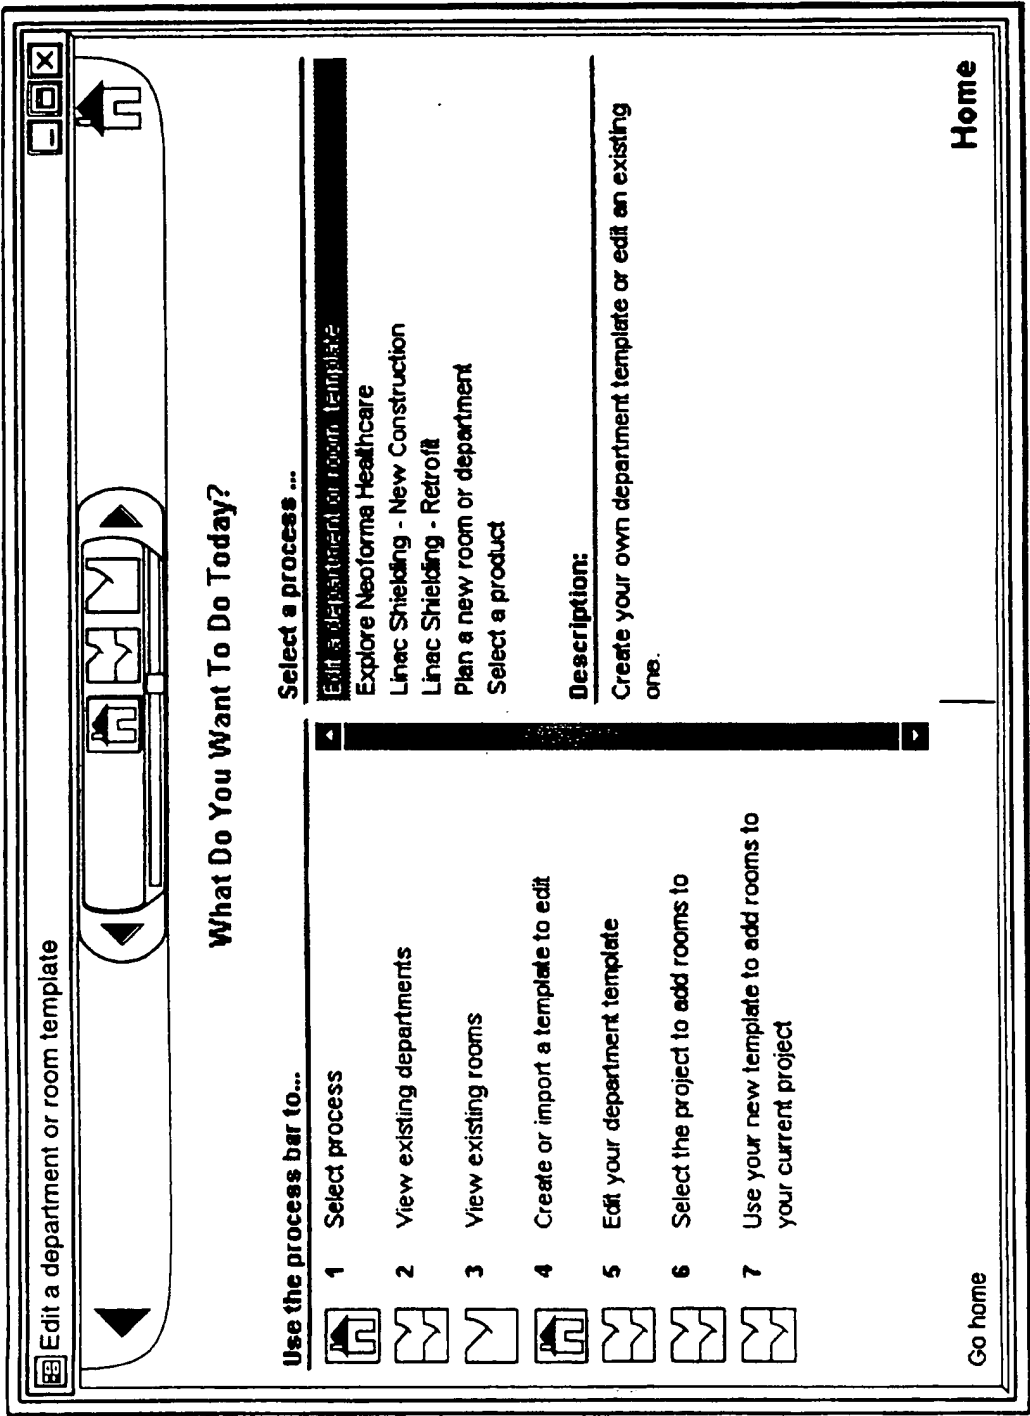 Edit a department or room template
What Do You Want To Do Today?
Use the process bar to...
1 Select process
2 View existing departments
3 View existing rooms
4 Create or import a template to edit
5 Edit your department template
6 Select the project to add rooms to
7 Use your new template to add rooms to
your current project
Select a process ...
Edit a department or room template
Explore Neoforma Healthcare
Linac Shielding - New Construction
Linac Shielding - Retrofit
Plan a new room or department
Select a product
Description:
Create your own department template or edit an existing
one.
Go home
Home